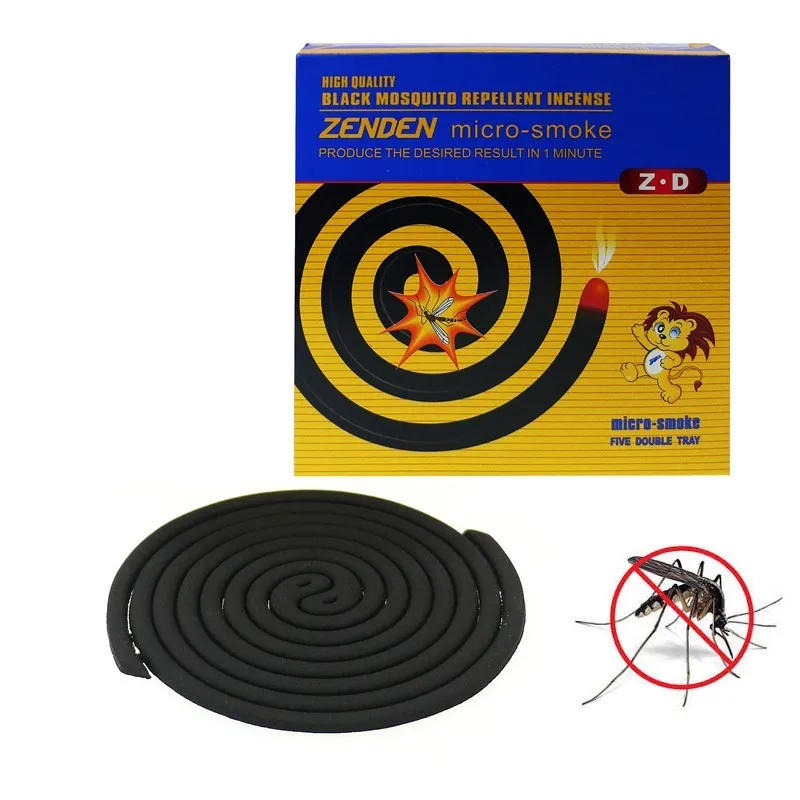 HIGH QUALITY
BLACK MOSQUITO REPELLENT INCENSE
ZENDEN micro-smoke
PRODUCE THE DESIRED RESULT IN 1 MINUTE
Z·D
micro-smoke
FIVE DOUBLE TRAY